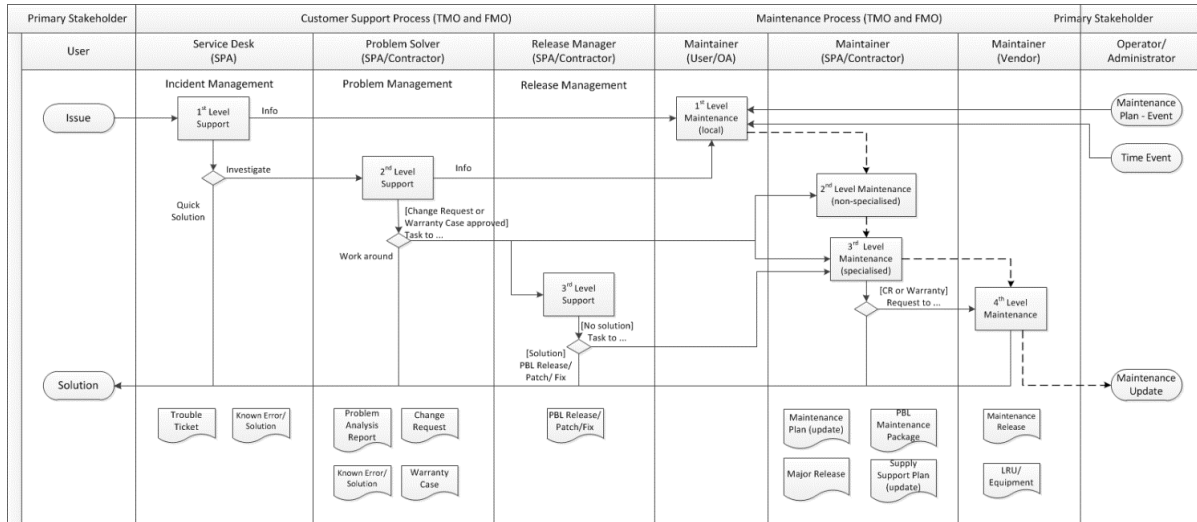 Primary Stakeholder
Customer Support Process (TMO and FMO)
Maintenance Process (TMO and FMO)
Primary Stakeholder
User
Service Desk
(SPA)
Problem Solver
(SPA/Contractor)
Release Manager
(SPA/Contractor)
Maintainer
(User/OA)
Maintainer
(SPA/Contractor)
Maintainer
(Vendor)
Operator/
Administrator
Incident Management
Problem Management
Release Management
Issue
1st Level
Support
Info
1st Level
Maintenance
(local)
Maintenance
Plan - Event
Time Event
Investigate
Quick
Solution
2nd Level
Support
Info
2nd Level Maintenance
(non-specialised)
[Change Request or
Warranty Case approved]
Task to ...
Work around
3rd Level
Maintenance
(specialised)
3rd Level
Support
[CR or Warranty]
Request to ...
4th Level
Maintenance
[No solution]
Task to ...
[Solution]
PBL Release/
Patch/ Fix
Solution
Maintenance
Update
Trouble
Ticket
Known Error/
Solution
Problem
Analysis
Report
Change
Request
PBL Release/
Patch/Fix
Maintenance
Plan (update)
PBL
Maintenance
Package
Maintenance
Release
Known Error/
Solution
Warranty
Case
Major Release
Supply
Support Plan
(update)
LRU/
Equipment